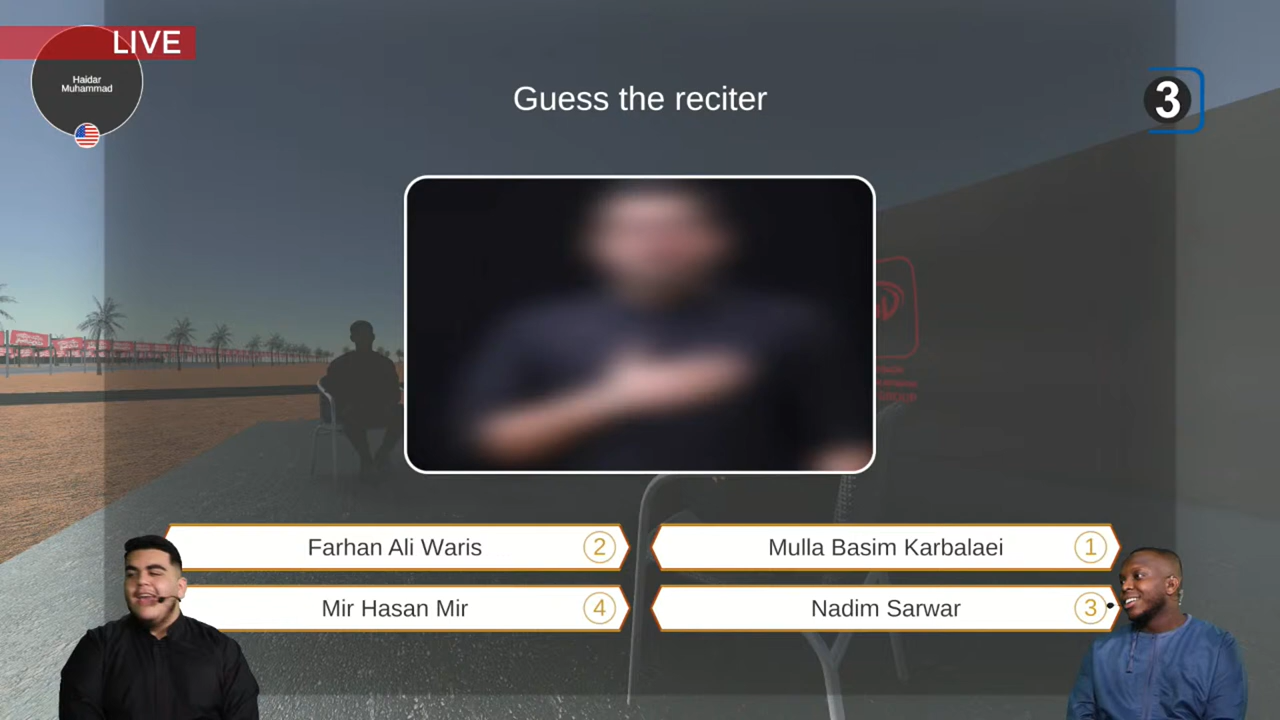 LIVE
Haidar
Muhammad
Guess the reciter
3
Farhan Ali Waris 2
Mulla Basim Karbalaei 1
Mir Hasan Mir 4
Nadim Sarwar 3